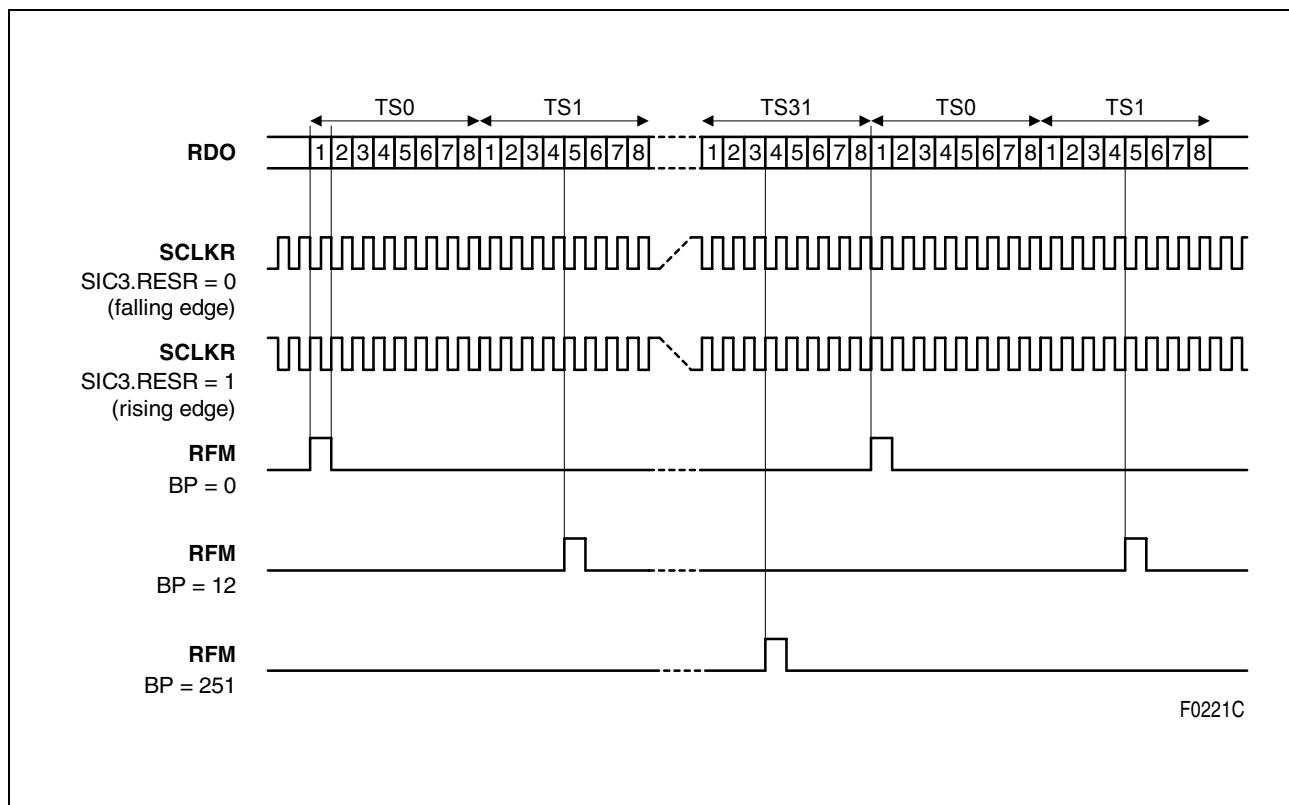 TS0 TS1 TS31 TS0 TS1
RDO 1 2 3 4 5 6 7 8 1 2 3 4 5 6 7 8 1 2 3 4 5 6 7 8 1 2 3 4 5 6 7 8 1 2 3 4 5 6 7 8
SCLKR
SIC3.RESR = 0
(falling edge)
SCLKR
SIC3.RESR = 1
(rising edge)
RFM
BP = 0
RFM
BP = 12
RFM
BP = 251
F0221C